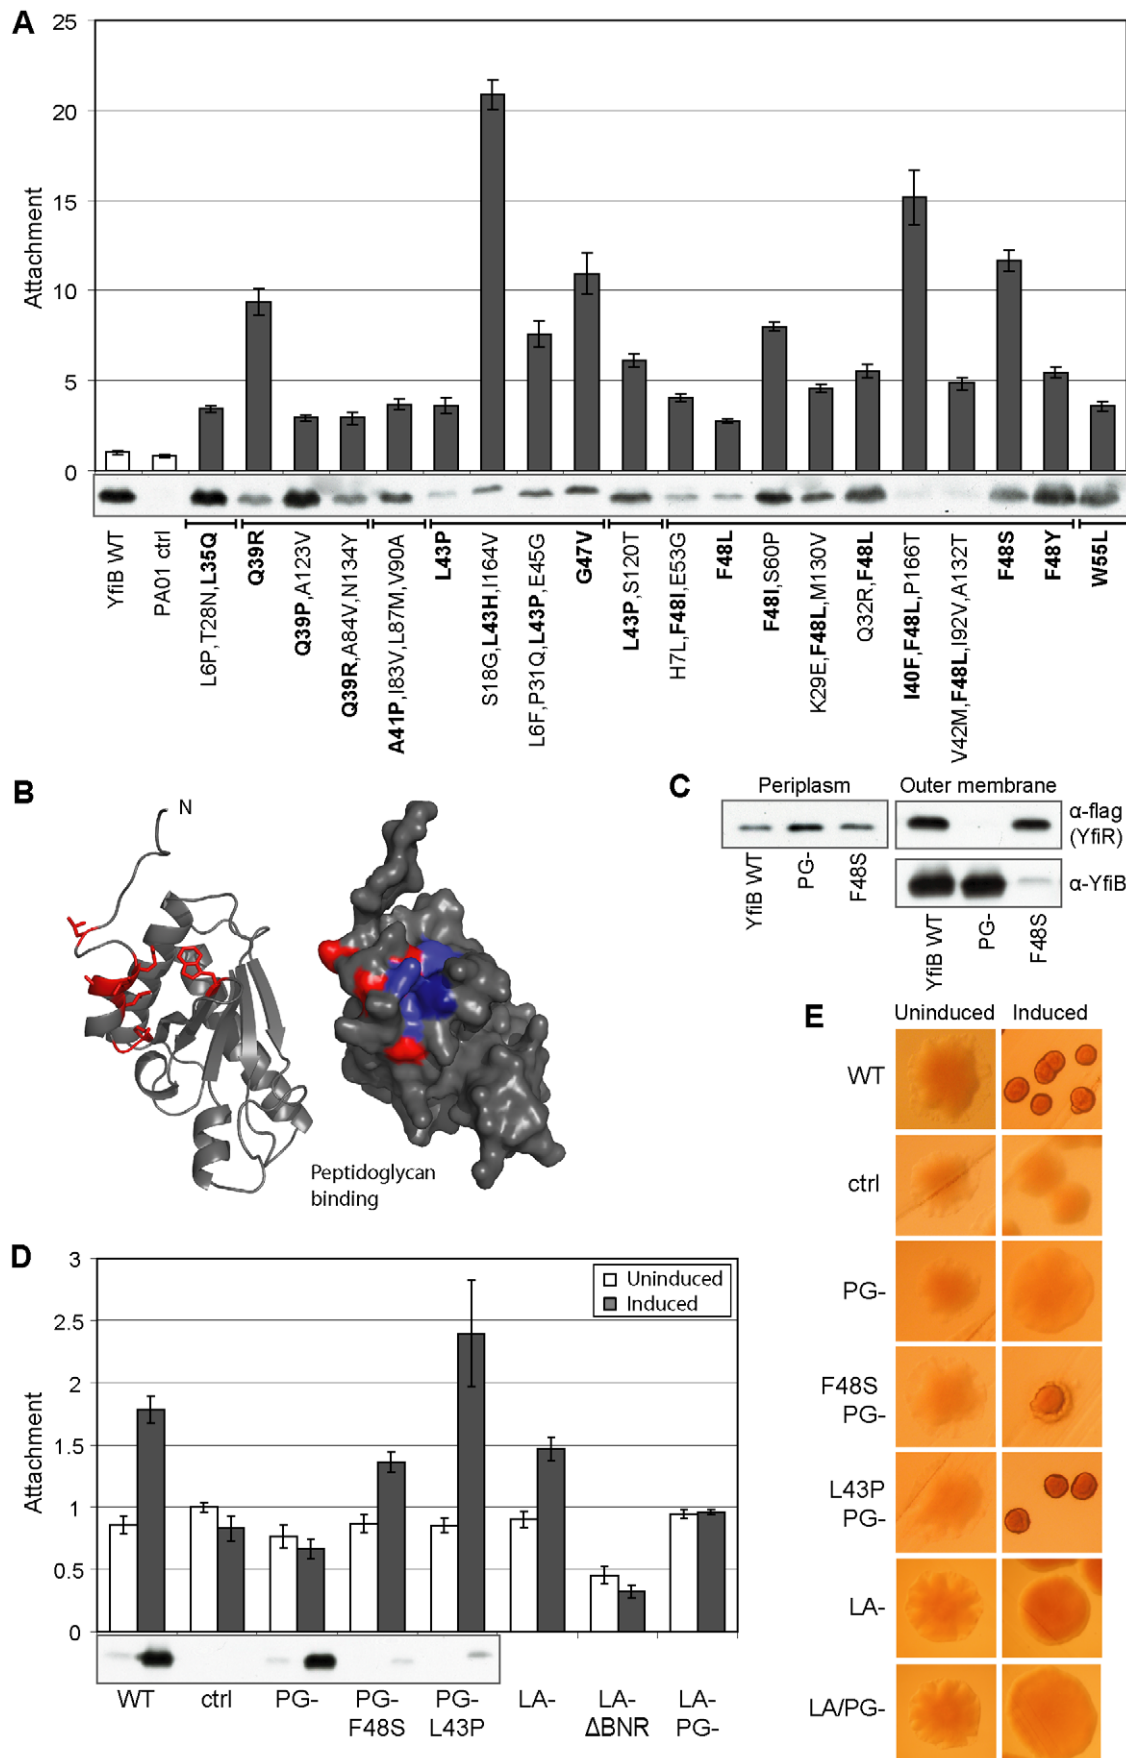 A
25
20
15
10
5
0
Attachment
YfiB WT
PA01 ctrl
L6P,T28N,L35Q
Q39R
Q39P,A123V
Q39R,A84V,N134Y
A41P,I83V,L87M,V90A
L43P
S18G,L43H,I164V
L6F,P31Q,L43P,E45G
G47V
L43P,S120T
H7L,F48I,E53G
F48L
F48I,S60P
K29E,F48L,M130V
Q32R,F48L
I40F,F48L,P166T
V42M,F48L,I92V,A132T
F48S
F48Y
W55L
B
N
Peptidoglycan
binding
C
Periplasm
Outer membrane
α-flag
(YfiR)
α-YfiB
YfiB WT
PG-
F48S
YfiB WT
PG-
F48S
D
3
2.5
2
1.5
1
0.5
0
Attachment
Uninduced
Induced
WT
ctrl
PG-
PG-
F48S
PG-
L43P
LA-
LA-
ΔBNR
LA-
PG-
E
Uninduced
Induced
WT
ctrl
PG-
F48S
PG-
L43P
PG-
LA-
LA/PG-